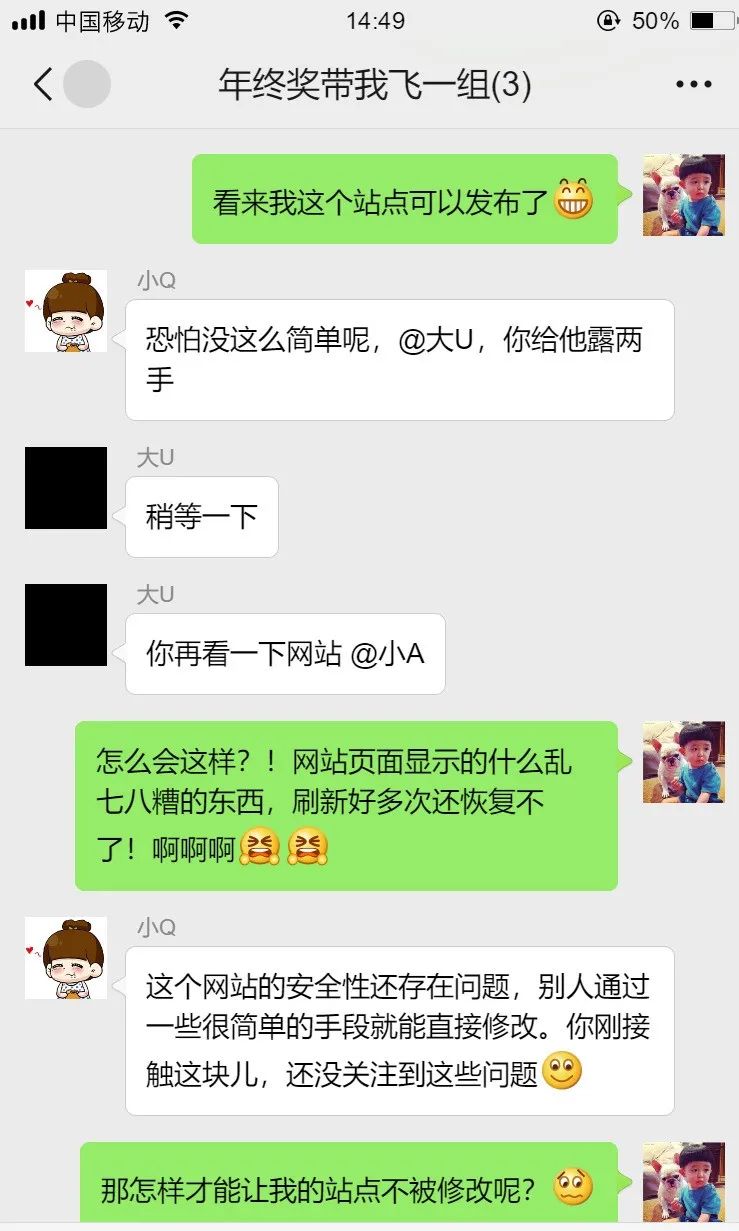 中国移动 14:49 50%
年终奖带我飞一组(3)
看来我这个站点可以发布了
小Q
恐怕没这么简单呢，@大U，你给他露两
手
大U
稍等一下
大U
你再看一下网站 @小A
怎么会这样？！网站页面显示的什么乱
七八糟的东西，刷新好多次还恢复不
了！啊啊啊
小Q
这个网站的安全性还存在问题，别人通过
一些很简单的手段就能直接修改。你刚接
触这块儿，还没关注到这些问题
那怎样才能让我的站点不被修改呢？